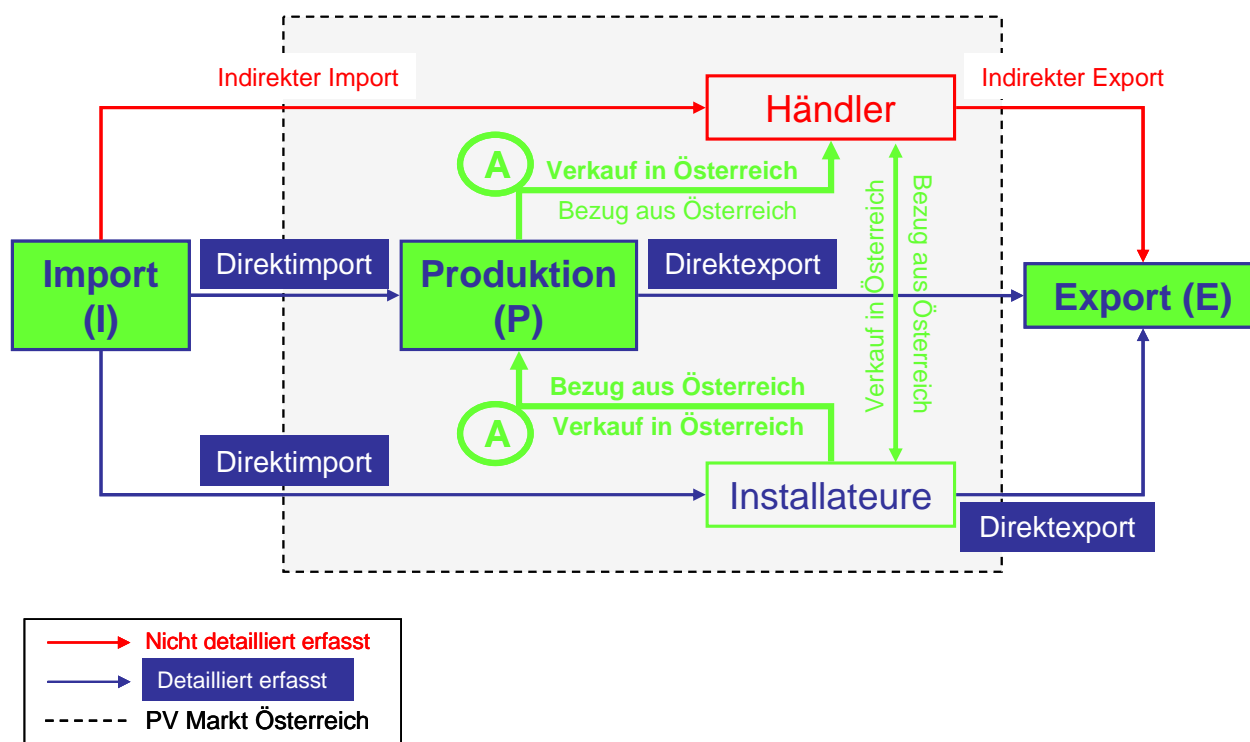 Indirekter Import
Indirekter Export
Händler
A
Verkauf in Österreich
Bezug aus Österreich
Verkauf in Österreich
Bezug aus Österreich
Import
(I)
Direktimport
Produktion
(P)
Direktexport
Export (E)
Bezug aus Österreich
A
Verkauf in Österreich
Direktimport
Installateure
Direktexport
Nicht detailliert erfasst
Detailliert erfasst
PV Markt Österreich